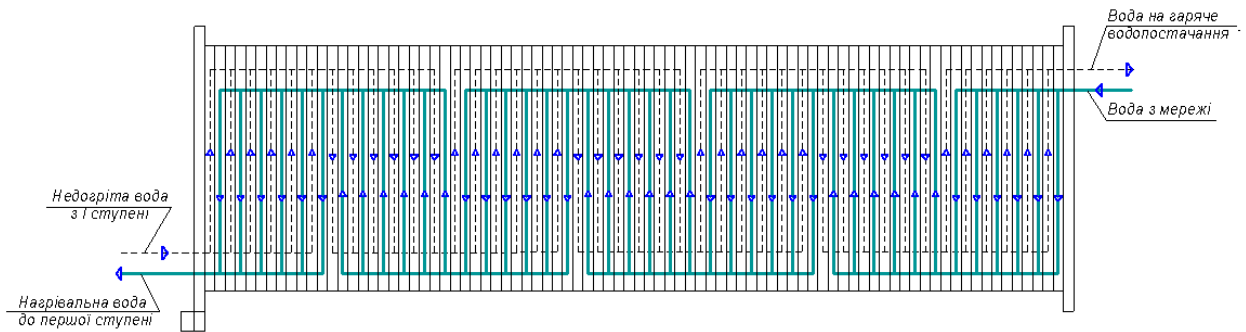 Вода на гаряче
водопостачання
Вода з мережі
Недогріта вода
з І ступені
Нагрівальна вода
до першої ступені